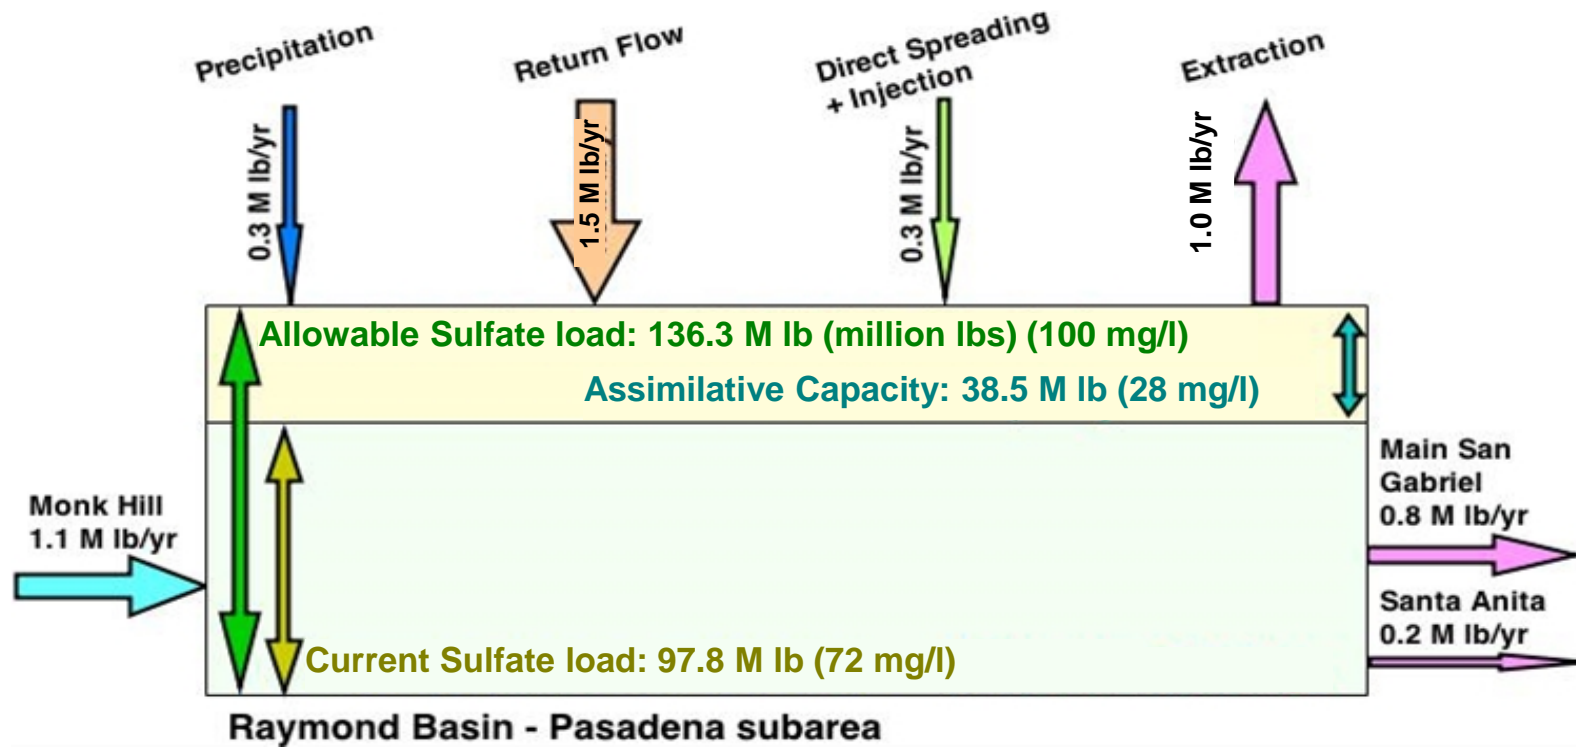 Precipitation
Return Flow
Direct Spreading
+ Injection
Extraction
0.3 M lb/yr
1.5 M lb/yr
0.3 M lb/yr
1.0 M lb/yr
Allowable Sulfate load: 136.3 M lb (million lbs) (100 mg/l)
Assimilative Capacity: 38.5 M lb (28 mg/l)
Monk Hill
1.1 M lb/yr
Main San
Gabriel
0.8 M lb/yr
Santa Anita
0.2 M lb/yr
Current Sulfate load: 97.8 M lb (72 mg/l)
Raymond Basin - Pasadena subarea